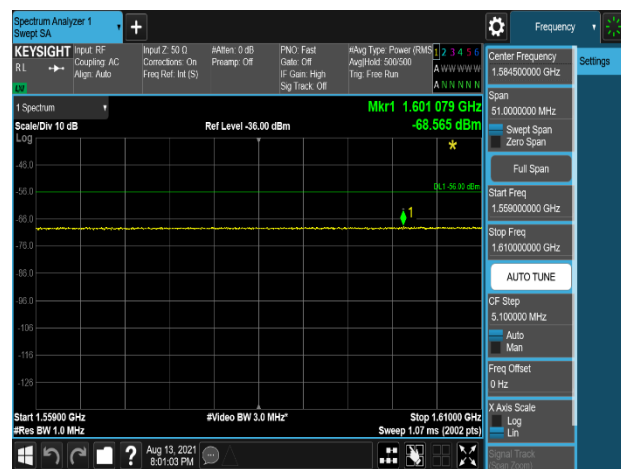 Spectrum Analyzer 1
Swept SA
Frequency
KEYSIGHT
RL
LXI
Input: RF
Coupling: AC
Align: Auto
Input Z: 50 Ω
Corrections: On
Freq Ref: Int (S)
#Atten: 0 dB
Preamp: Off
PNO: Fast
Gate: Off
IF Gain: High
Sig Track: Off
#Avg Type: Power (RMS
Avg|Hold: 500/500
Trig: Free Run
1 2 3 4 5 6
A W W W W W
A N N N N N
1 Spectrum
Scale/Div 10 dB
Log
Ref Level -36.00 dBm
Mkr1 1.601 079 GHz
-68.565 dBm
-46.0
-56.0
DL1 -56.00 dBm
1
-66.0
-76.0
-86.0
-96.0
-106
-116
-126
Start 1.55900 GHz
#Res BW 1.0 MHz
#Video BW 3.0 MHz*
Stop 1.61000 GHz
Sweep 1.07 ms (2002 pts)
Aug 13, 2021
8:01:03 PM
Center Frequency
1.584500000 GHz
Settings
Span
51.0000000 MHz
Swept Span
Zero Span
Full Span
Start Freq
1.559000000 GHz
Stop Freq
1.610000000 GHz
AUTO TUNE
CF Step
5.100000 MHz
Auto
Man
Freq Offset
0 Hz
X Axis Scale
Log
Lin
Signal Track
(Span Zoom)